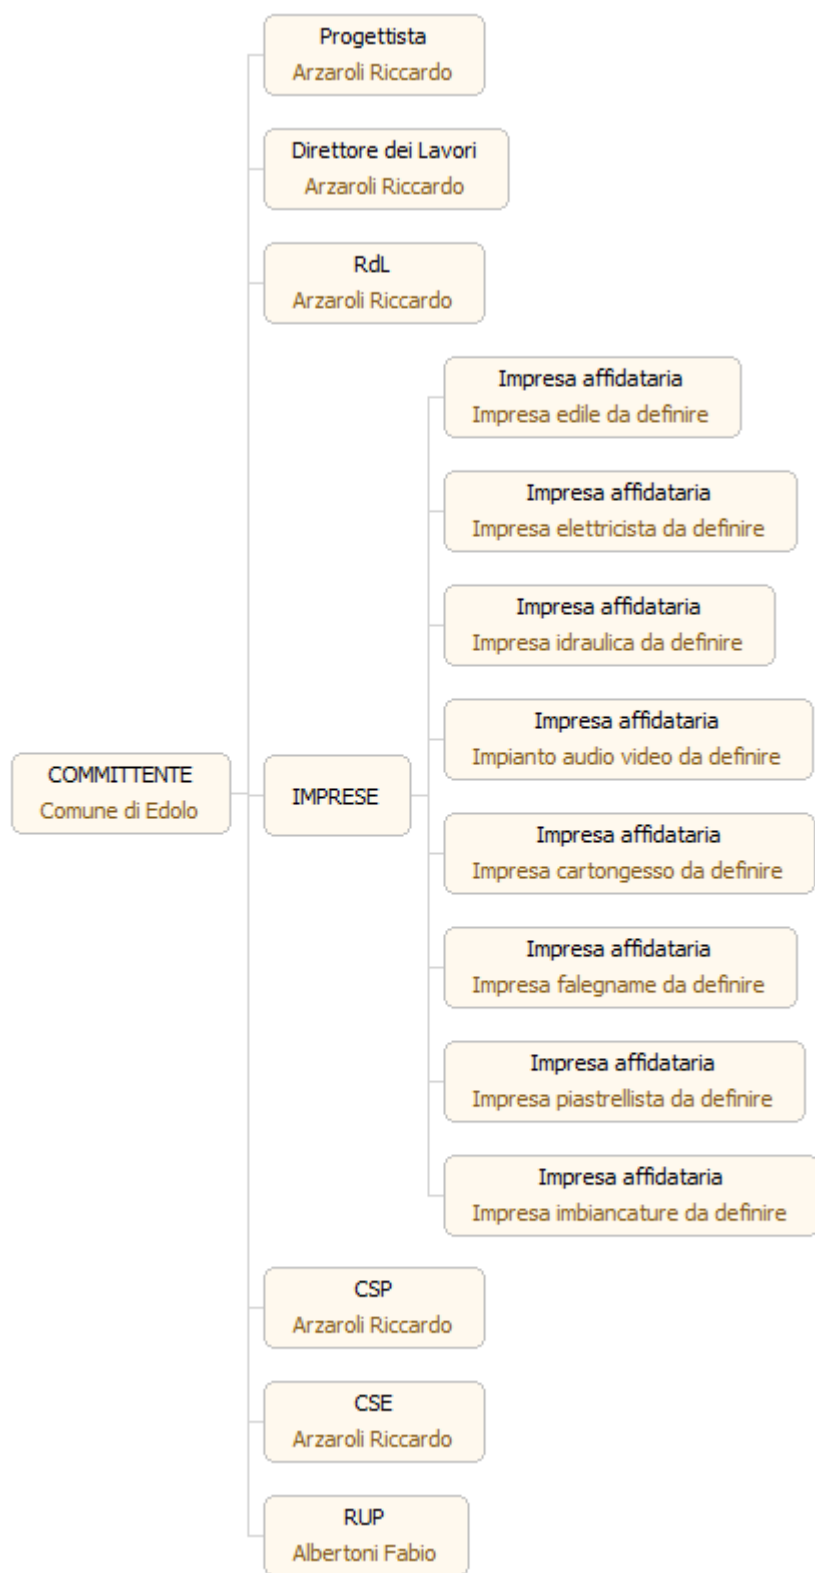 Progettista
Arzaroli Riccardo
Direttore dei Lavori
Arzaroli Riccardo
RdL
Arzaroli Riccardo
Impresa affidataria
Impresa edile da definire
Impresa affidataria
Impresa elettricista da definire
Impresa affidataria
Impresa idraulica da definire
Impresa affidataria
Impianto audio video da definire
COMMITTENTE
Comune di Edolo
IMPRESE
Impresa affidataria
Impresa cartongesso da definire
Impresa affidataria
Impresa falegname da definire
Impresa affidataria
Impresa piastrellista da definire
Impresa affidataria
Impresa imbiancature da definire
CSP
Arzaroli Riccardo
CSE
Arzaroli Riccardo
RUP
Albertoni Fabio